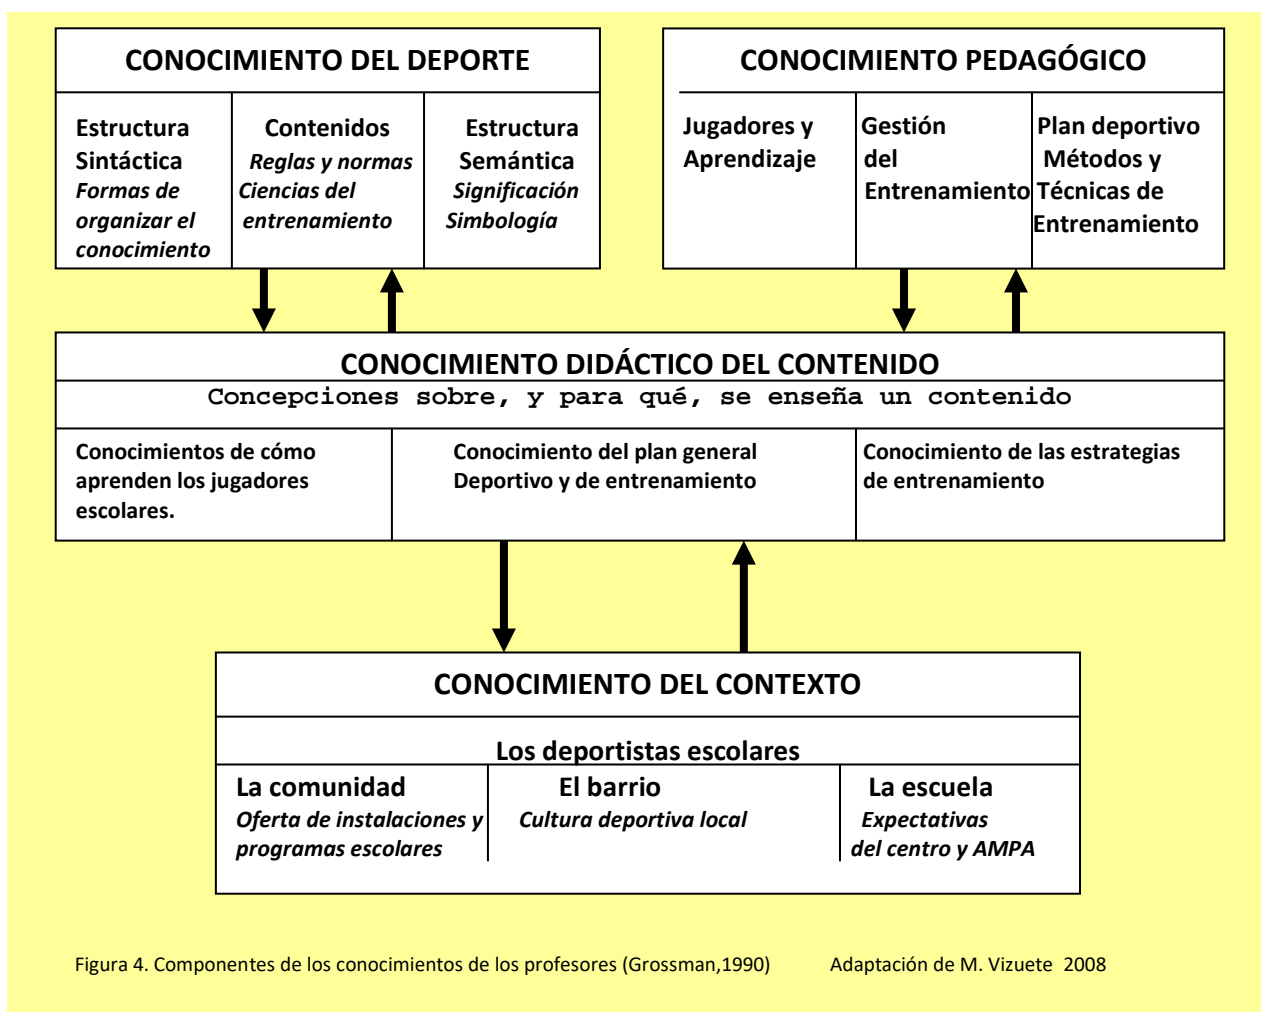 CONOCIMIENTO DEL DEPORTE
Estructura
Sintáctica
Formas de
organizar el
conocimiento
Contenidos
Reglas y normas
Ciencias del
entrenamiento
Estructura
Semántica
Significación
Simbología
CONOCIMIENTO PEDAGÓGICO
Jugadores y
Aprendizaje
Gestión
del
Entrenamiento
Plan deportivo
Métodos y
Técnicas de
Entrenamiento
CONOCIMIENTO DIDÁCTICO DEL CONTENIDO
Concepciones sobre, y para qué, se enseña un contenido
Conocimientos de cómo
aprenden los jugadores
escolares.
Conocimiento del plan general
Deportivo y de entrenamiento
Conocimiento de las estrategias
de entrenamiento
CONOCIMIENTO DEL CONTEXTO
Los deportistas escolares
La comunidad
Oferta de instalaciones y
programas escolares
El barrio
Cultura deportiva local
La escuela
Expectativas
del centro y AMPA
Figura 4. Componentes de los conocimientos de los profesores (Grossman,1990) Adaptación de M. Vizuete 2008